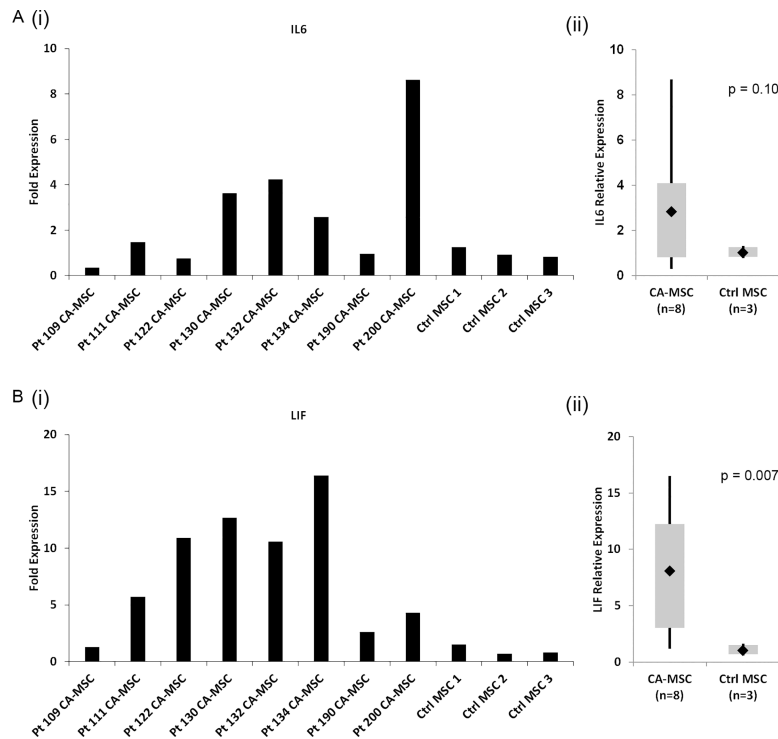 A (i)
IL6
Fold Expression
10
8
6
4
2
0
Pt 109 CA-MSC
Pt 111 CA-MSC
Pt 122 CA-MSC
Pt 130 CA-MSC
Pt 132 CA-MSC
Pt 134 CA-MSC
Pt 190 CA-MSC
Pt 200 CA-MSC
Ctrl MSC 1
Ctrl MSC 2
Ctrl MSC 3
(ii)
IL6 Relative Expression
10
8
6
4
2
0
p = 0.10
CA-MSC
(n=8)
Ctrl MSC
(n=3)
B (i)
LIF
Fold Expression
20
15
10
5
0
Pt 109 CA-MSC
Pt 111 CA-MSC
Pt 122 CA-MSC
Pt 130 CA-MSC
Pt 132 CA-MSC
Pt 134 CA-MSC
Pt 190 CA-MSC
Pt 200 CA-MSC
Ctrl MSC 1
Ctrl MSC 2
Ctrl MSC 3
(ii)
LIF Relative Expression
20
15
10
5
0
p = 0.007
CA-MSC
(n=8)
Ctrl MSC
(n=3)